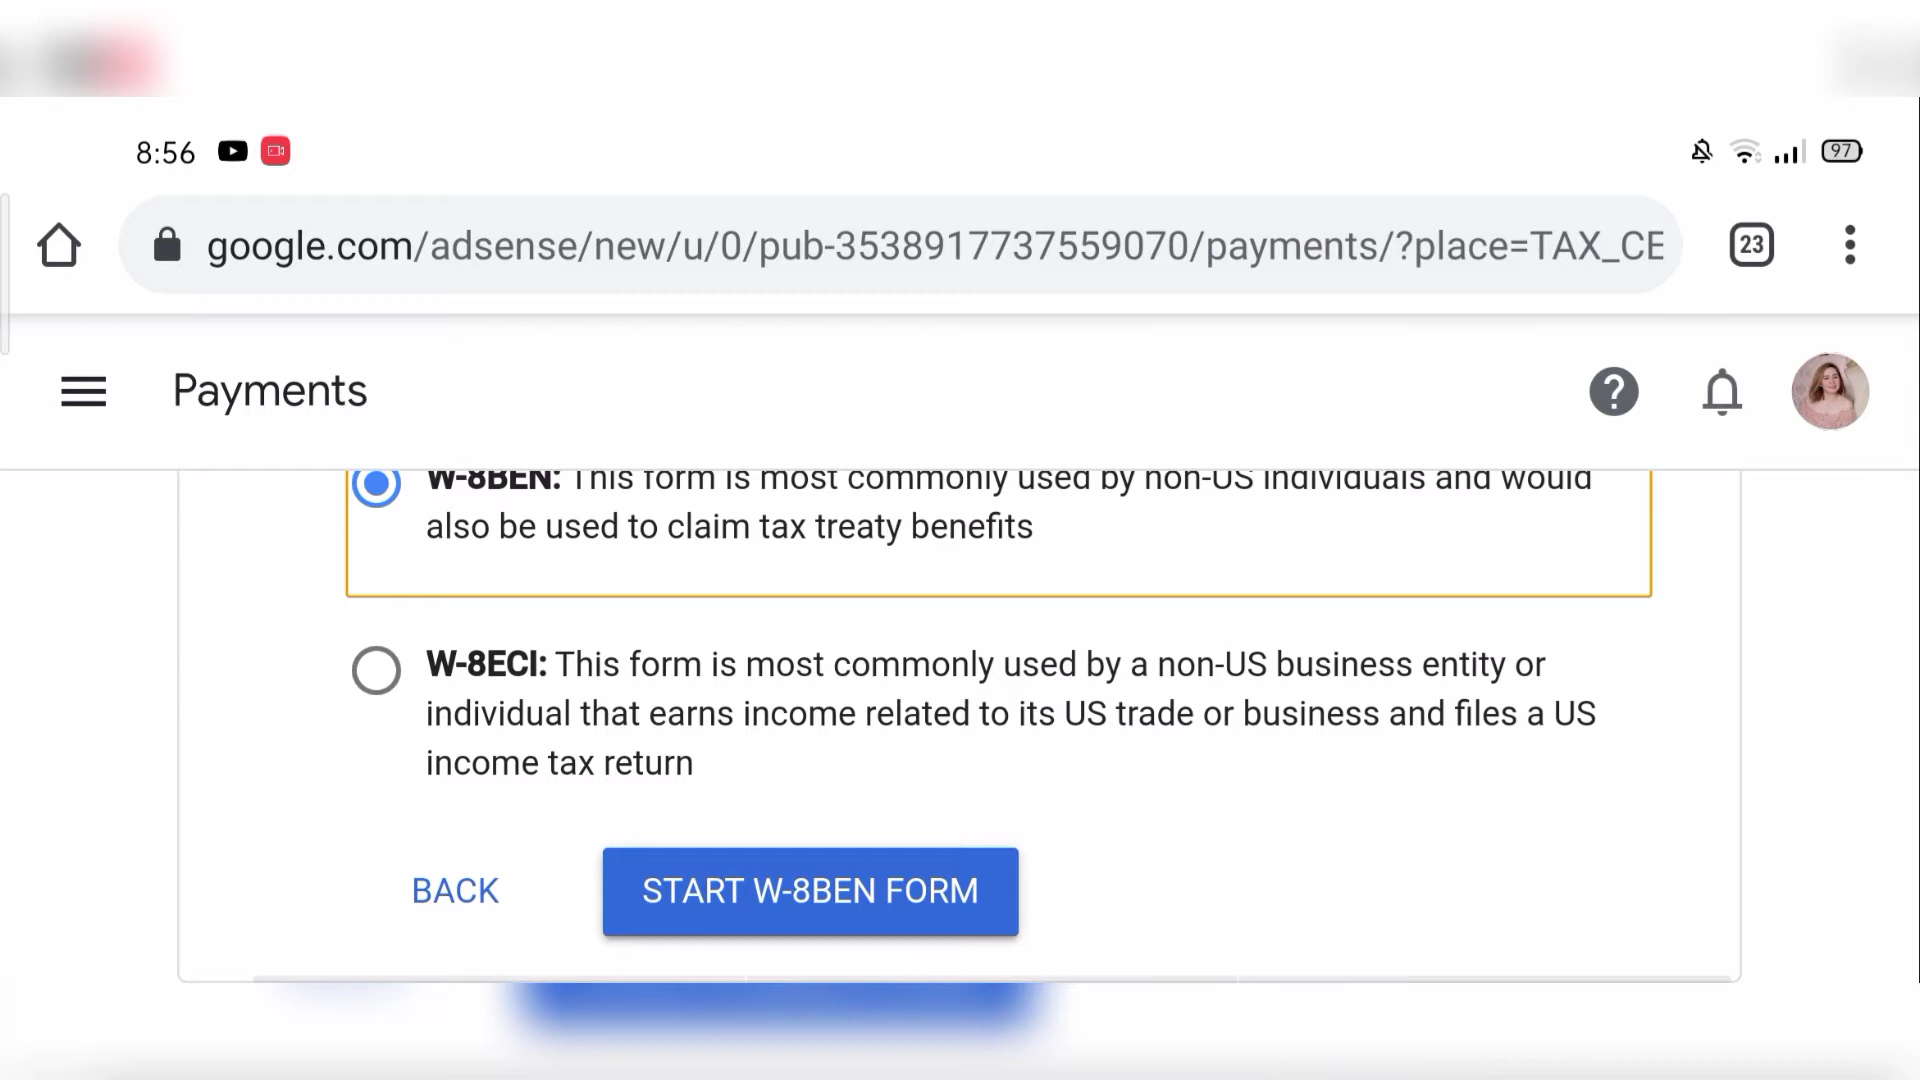 8:56
97
google.com/adsense/new/u/0/pub-3538917737559070/payments/?place=TAX_CE
23
Payments
W-8BEN: This form is most commonly used by non-US individuals and would
also be used to claim tax treaty benefits
W-8ECI: This form is most commonly used by a non-US business entity or
individual that earns income related to its US trade or business and files a US
income tax return
BACK
START W-8BEN FORM